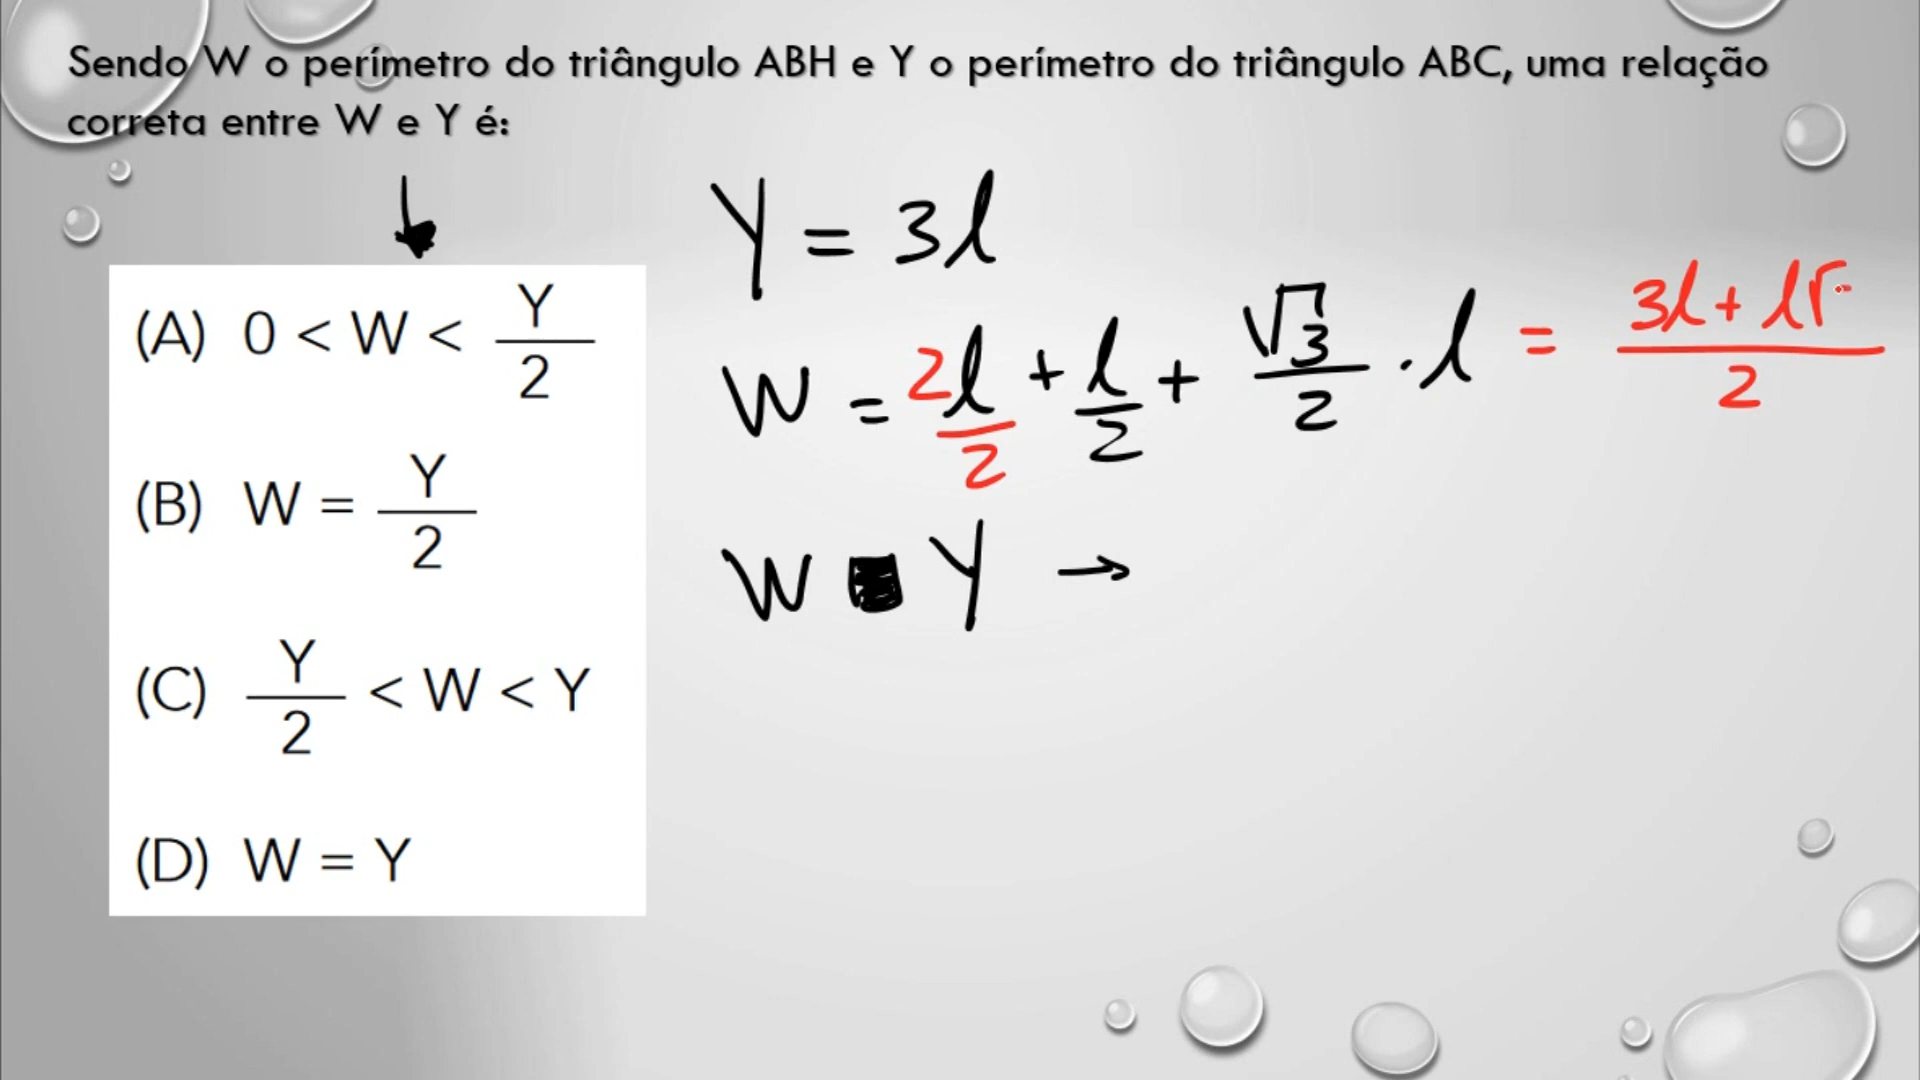 Sendo W o perímetro do triângulo ABH e Y o perímetro do triângulo ABC, uma relação
correta entre W e Y é:
Y = 3l
(A) 0 < W < Y/2
W = 2l/2 + l/2 + √3/2 . l = 3l + l√/2
(B) W = Y/2
W ■ Y →
(C) Y/2 < W < Y
(D) W = Y